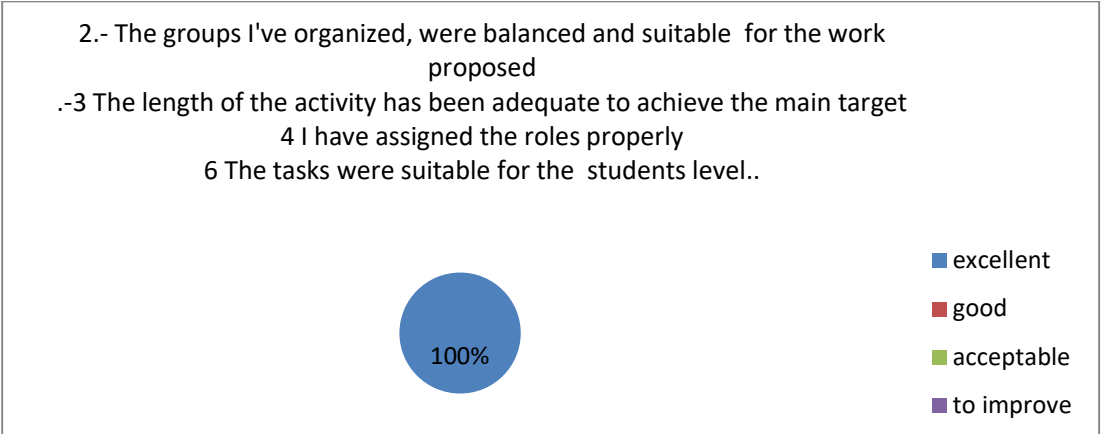 2.- The groups I've organized, were balanced and suitable  for the work
proposed
.-3 The length of the activity has been adequate to achieve the main target
4 I have assigned the roles properly
6 The tasks were suitable for the  students level..
excellent
good
100%
acceptable
to improve